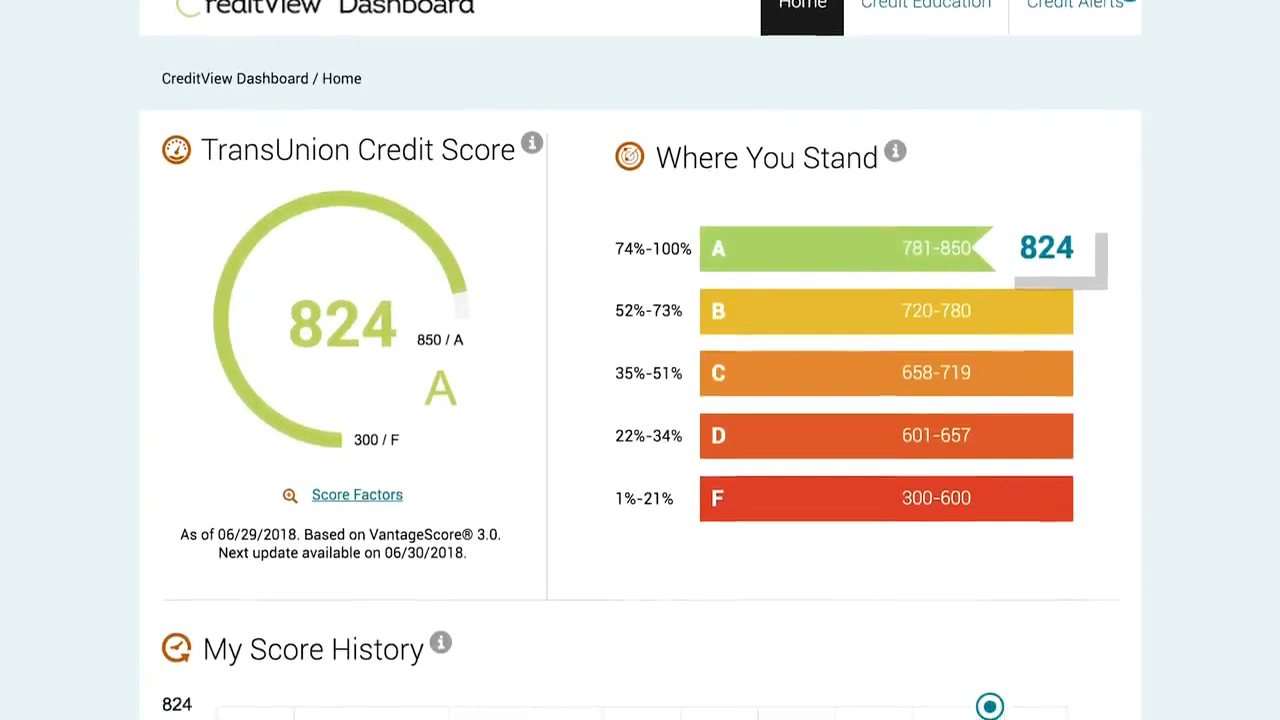 CreditView Dashboard
Home
Credit Education
Credit Alerts
CreditView Dashboard / Home
TransUnion Credit Score
824
850 / A
A
300 / F
Score Factors
As of 06/29/2018. Based on VantageScore® 3.0.
Next update available on 06/30/2018.
Where You Stand
74%-100% A 781-850 824
52%-73% B 720-780
35%-51% C 658-719
22%-34% D 601-657
1%-21% F 300-600
My Score History
824